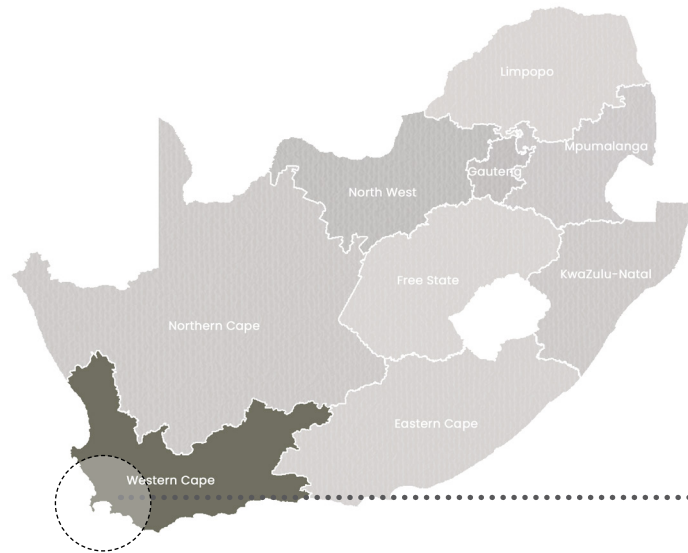 Limpopo
Mpumalanga
Gauteng
North West
KwaZulu-Natal
Free State
Northern Cape
Eastern Cape
Western Cape